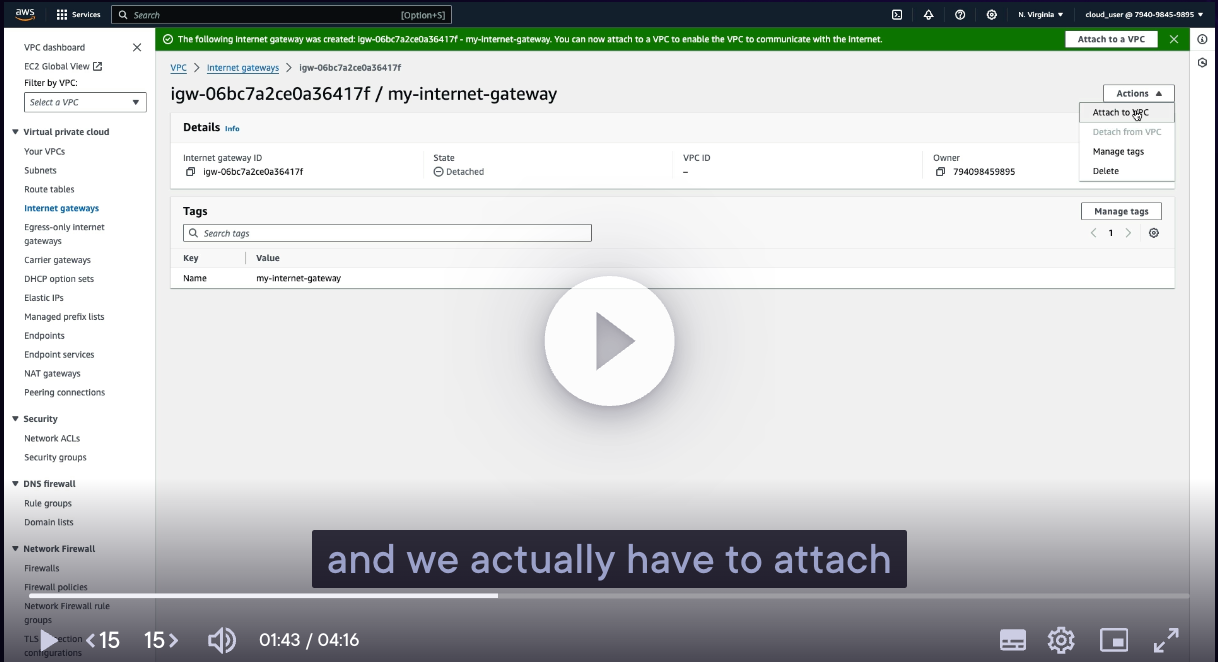 aws
Services
Search
[Option+S]
N. Virginia
cloud_user @ 7940-9845-9895
VPC dashboard
EC2 Global View
Filter by VPC:
Select a VPC
Virtual private cloud
Your VPCs
Subnets
Route tables
Internet gateways
Egress-only internet
gateways
Carrier gateways
DHCP option sets
Elastic IPs
Managed prefix lists
Endpoints
Endpoint services
NAT gateways
Peering connections
Security
Network ACLs
Security groups
DNS firewall
Rule groups
Domain lists
Network Firewall
Firewalls
Firewall policies
Network Firewall rule
groups
configurations
The following internet gateway was created: igw-06bc7a2ce0a36417f - my-internet-gateway. You can now attach to a VPC to enable the VPC to communicate with the internet.
Attach to a VPC
VPC > Internet gateways > igw-06bc7a2ce0a36417f
igw-06bc7a2ce0a36417f / my-internet-gateway
Actions
Attach to VPC
Detach from VPC
Manage tags
Delete
Details Info
Internet gateway ID
igw-06bc7a2ce0a36417f
State
Detached
VPC ID
–
Owner
794098459895
Tags
Manage tags
Search tags
1
Key Value
Name my-internet-gateway
and we actually have to attach
15 15 01:43 / 04:16